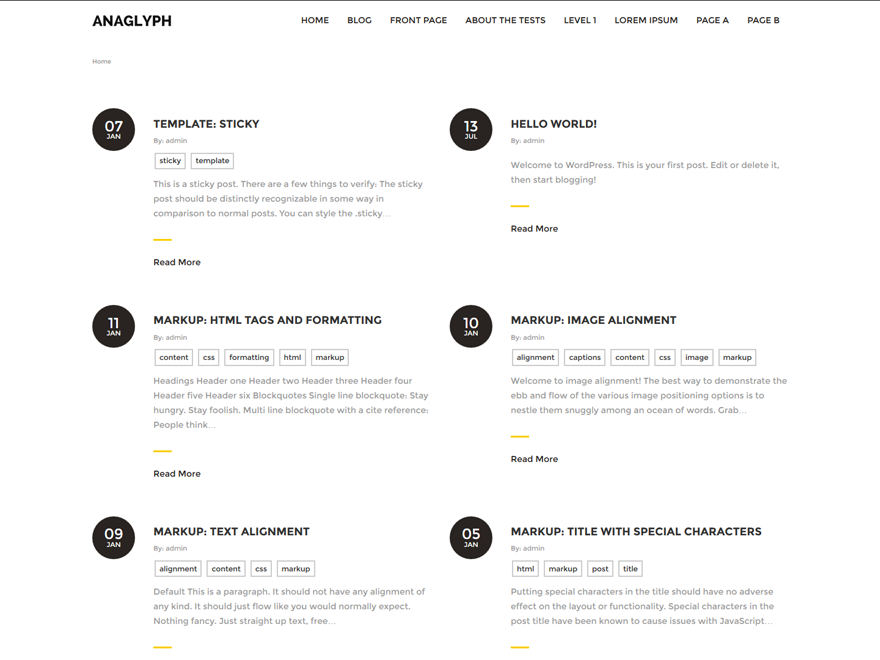 ANAGLYPH
HOME BLOG FRONT PAGE ABOUT THE TESTS LEVEL 1 LOREM IPSUM PAGE A PAGE B
Home
07
JAN
TEMPLATE: STICKY
By: admin
sticky template
This is a sticky post. There are a few things to verify: The sticky
post should be distinctly recognizable in some way in
comparison to normal posts. You can style the .sticky...
Read More
13
JUL
HELLO WORLD!
By: admin
Welcome to WordPress. This is your first post. Edit or delete it,
then start blogging!
Read More
11
JAN
MARKUP: HTML TAGS AND FORMATTING
By: admin
content css formatting html markup
Headings Header one Header two Header three Header four
Header five Header six Blockquotes Single line blockquote: Stay
hungry. Stay foolish. Multi line blockquote with a cite reference:
People think...
Read More
10
JAN
MARKUP: IMAGE ALIGNMENT
By: admin
alignment captions content css image markup
Welcome to image alignment! The best way to demonstrate the
ebb and flow of the various image positioning options is to
nestle them snuggly among an ocean of words. Grab...
Read More
09
JAN
MARKUP: TEXT ALIGNMENT
By: admin
alignment content css markup
Default This is a paragraph. It should not have any alignment of
any kind. It should just flow like you would normally expect.
Nothing fancy. Just straight up text, free...
05
JAN
MARKUP: TITLE WITH SPECIAL CHARACTERS
By: admin
html markup post title
Putting special characters in the title should have no adverse
effect on the layout or functionality. Special characters in the
post title have been known to cause issues with JavaScript...